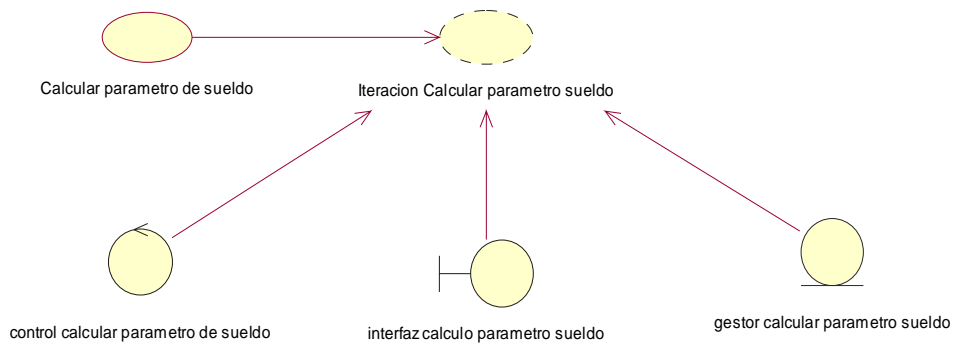 Calcular parametro de sueldo
Iteracion Calcular parametro sueldo
control calcular parametro de sueldo
interfaz calculo parametro sueldo
gestor calcular parametro sueldo